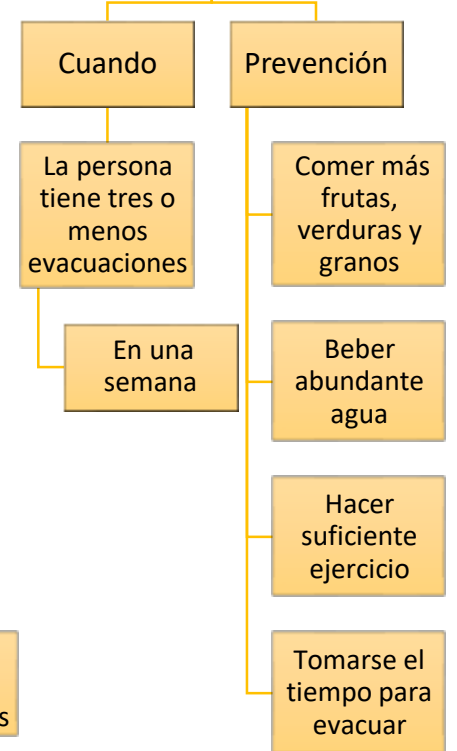 Cuando
Prevención
La persona
tiene tres o
menos
evacuaciones
En una
semana
Comer más
frutas,
verduras y
granos
Beber
abundante
agua
Hacer
suficiente
ejercicio
Tomarse el
tiempo para
evacuar